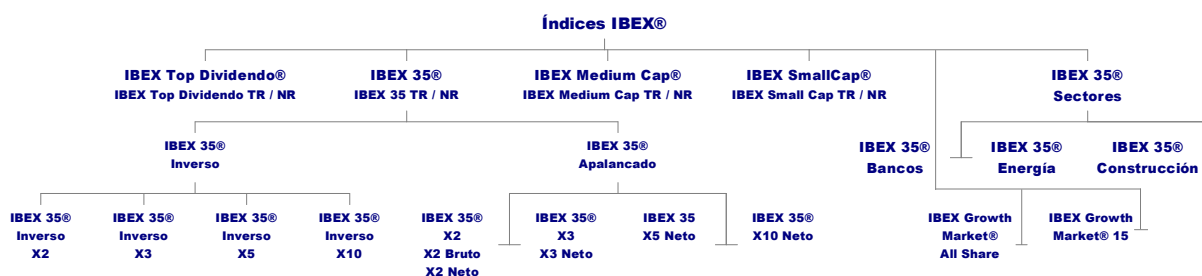 Índices IBEX®
IBEX Top Dividendo®
IBEX Top Dividendo TR / NR
IBEX 35®
IBEX 35 TR / NR
IBEX Medium Cap®
IBEX Medium Cap TR / NR
IBEX SmallCap®
IBEX Small Cap TR / NR
IBEX 35®
Sectores
IBEX 35®
Inverso
IBEX 35®
Apalancado
IBEX 35®
Bancos
IBEX 35®
Energía
IBEX 35®
Construcción
IBEX 35®
Inverso
X2
IBEX 35®
Inverso
X3
IBEX 35®
Inverso
X5
IBEX 35®
Inverso
X10
IBEX 35®
X2
X2 Bruto
X2 Neto
IBEX 35®
X3
X3 Neto
IBEX 35
X5 Neto
IBEX 35®
X10 Neto
IBEX Growth
Market®
All Share
IBEX Growth
Market® 15